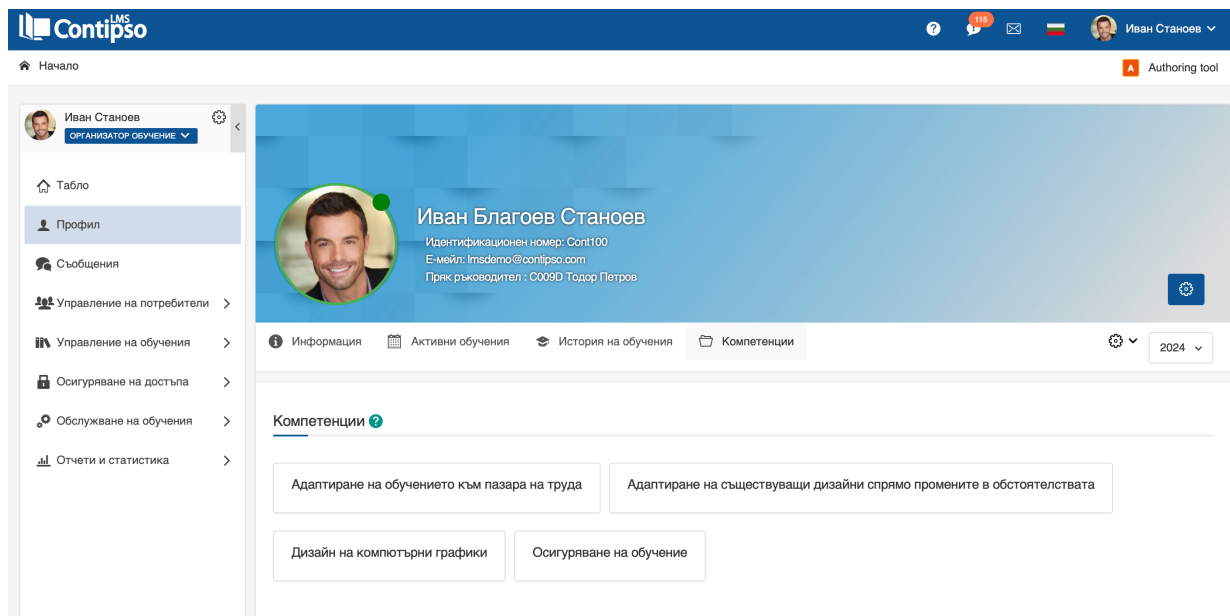 Contipso LMS
115
Иван Станоев
Начало
A Authoring tool
Иван Станоев
ОРГАНИЗАТОР ОБУЧЕНИЕ
Табло
Профил
Съобщения
Управление на потребители
Управление на обучения
Осигуряване на достъпа
Обслужване на обучения
Отчети и статистика
Иван Благоев Станоев
Идентификационен номер: Cont100
Е-мейл: lmsdemo@contipso.com
Пряк ръководител : C009D Тодор Петров
Информация
Активни обучения
История на обучения
Компетенции
2024
Компетенции
Адаптиране на обучението към пазара на труда
Адаптиране на съществуващи дизайни спрямо промените в обстоятелствата
Дизайн на компютърни графики
Осигуряване на обучение